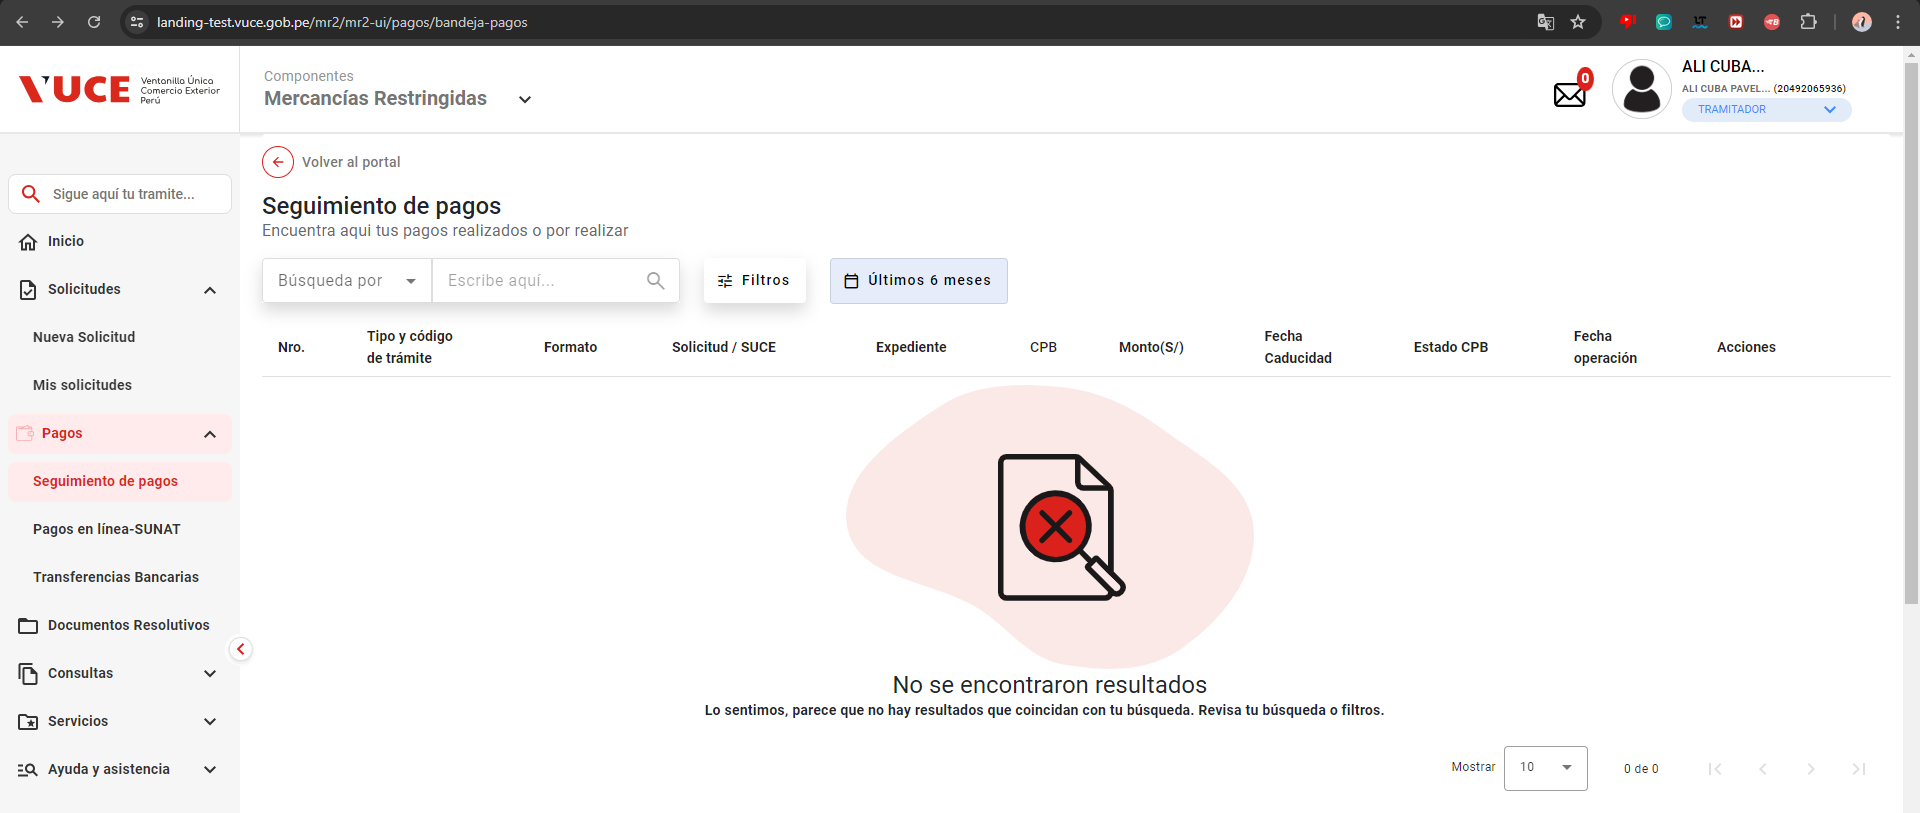 landing-test.vuce.gob.pe/mr2/mr2-ui/pagos/bandeja-pagos
VUCE
Ventanilla Única
Comercio Exterior
Perú
Componentes
Mercancías Restringidas
0
ALI CUBA...
ALI CUBA PAVEL... (20492065936)
TRAMITADOR
Sigue aquí tu tramite...
Inicio
Solicitudes
Nueva Solicitud
Mis solicitudes
Pagos
Seguimiento de pagos
Pagos en línea-SUNAT
Transferencias Bancarias
Documentos Resolutivos
Consultas
Servicios
Ayuda y asistencia
Volver al portal
Seguimiento de pagos
Encuentra aqui tus pagos realizados o por realizar
Búsqueda por
Escribe aquí...
Filtros
Últimos 6 meses
Nro.
Tipo y código
de trámite
Formato
Solicitud / SUCE
Expediente
CPB
Monto(S/)
Fecha
Caducidad
Estado CPB
Fecha
operación
Acciones
No se encontraron resultados
Lo sentimos, parece que no hay resultados que coincidan con tu búsqueda. Revisa tu búsqueda o filtros.
Mostrar
10
0 de 0